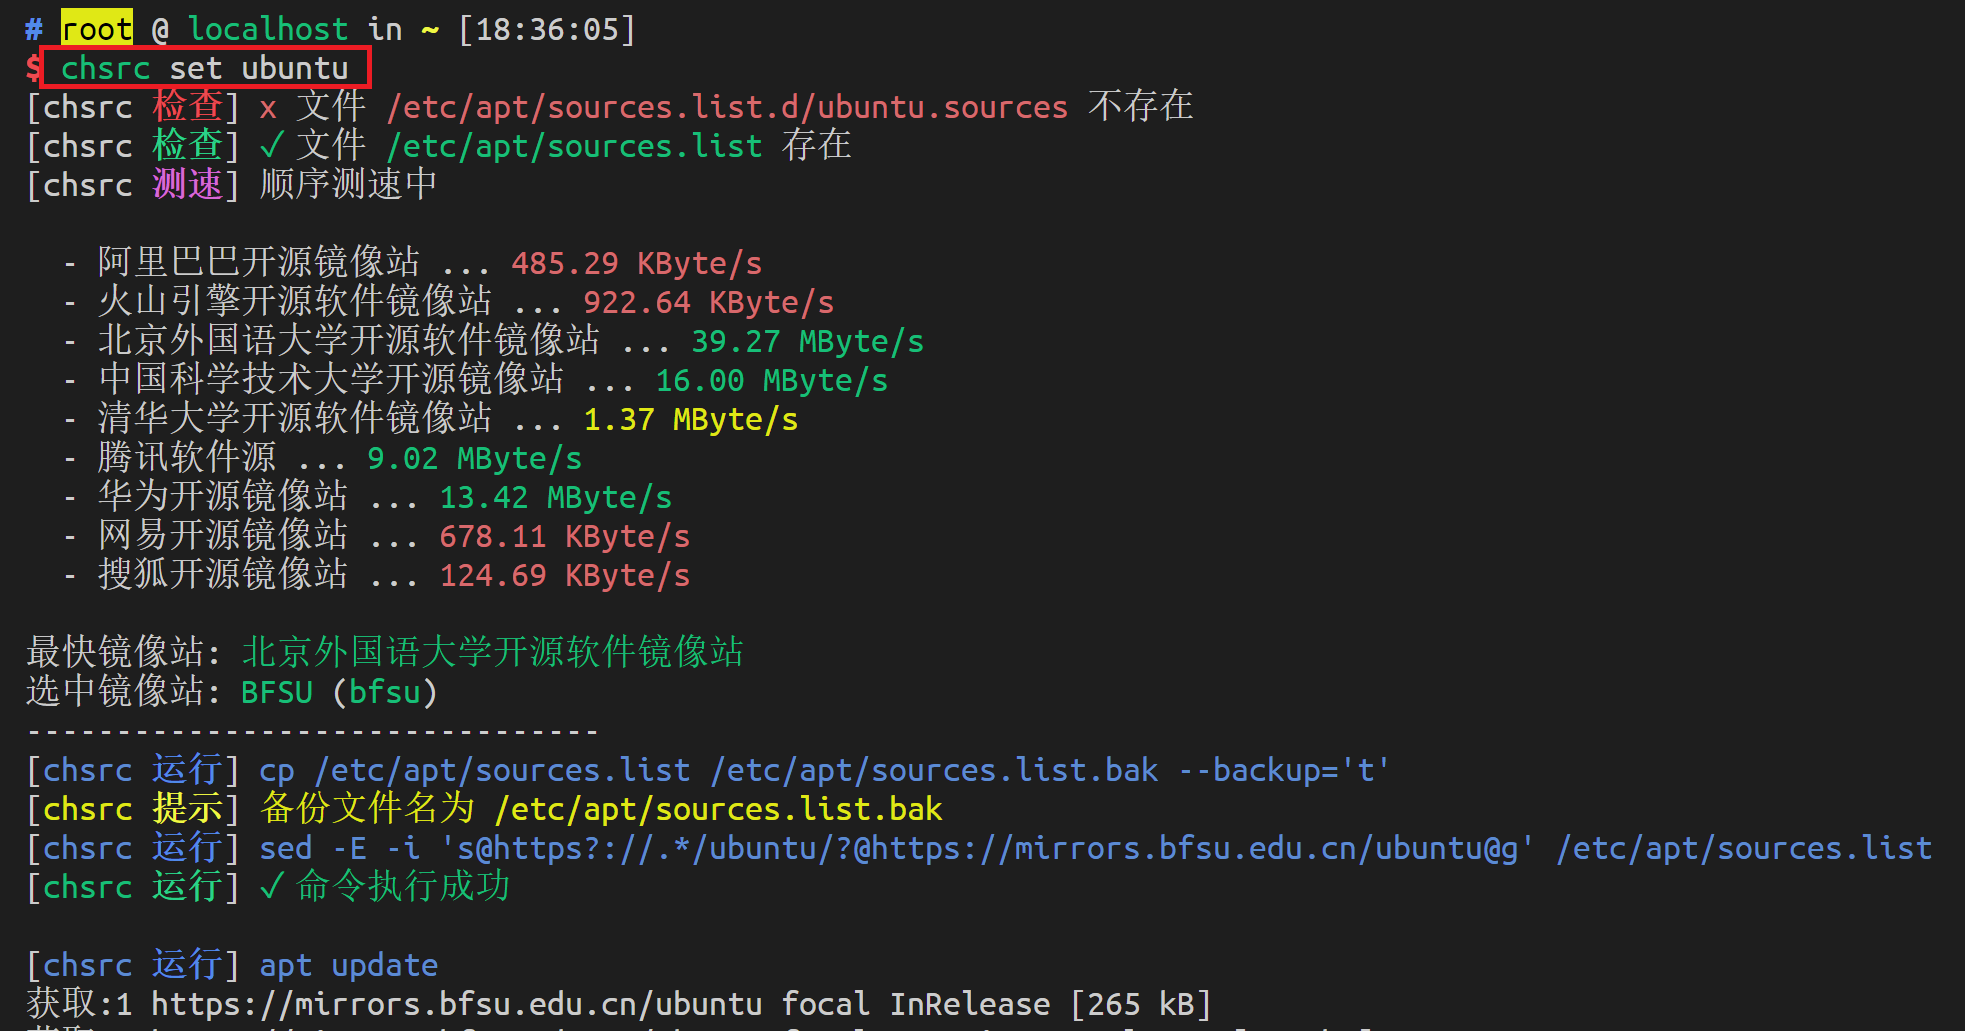 # root @ localhost in ~ [18:36:05]
$ chsrc set ubuntu
[chsrc 检查] x 文件 /etc/apt/sources.list.d/ubuntu.sources 不存在
[chsrc 检查] ✓ 文件 /etc/apt/sources.list 存在
[chsrc 测速] 顺序测速中
- 阿里巴巴开源镜像站 ... 485.29 KByte/s
- 火山引擎开源软件镜像站 ... 922.64 KByte/s
- 北京外国语大学开源软件镜像站 ... 39.27 MByte/s
- 中国科学技术大学开源镜像站 ... 16.00 MByte/s
- 清华大学开源软件镜像站 ... 1.37 MByte/s
- 腾讯软件源 ... 9.02 MByte/s
- 华为开源镜像站 ... 13.42 MByte/s
- 网易开源镜像站 ... 678.11 KByte/s
- 搜狐开源镜像站 ... 124.69 KByte/s
最快镜像站: 北京外国语大学开源软件镜像站
选中镜像站: BFSU (bfsu)
--------------------------------
[chsrc 运行] cp /etc/apt/sources.list /etc/apt/sources.list.bak --backup='t'
[chsrc 提示] 备份文件名为 /etc/apt/sources.list.bak
[chsrc 运行] sed -E -i 's@https?://.*/ubuntu/?@https://mirrors.bfsu.edu.cn/ubuntu@g' /etc/apt/sources.list
[chsrc 运行] ✓ 命令执行成功
[chsrc 运行] apt update
获取:1 https://mirrors.bfsu.edu.cn/ubuntu focal InRelease [265 kB]